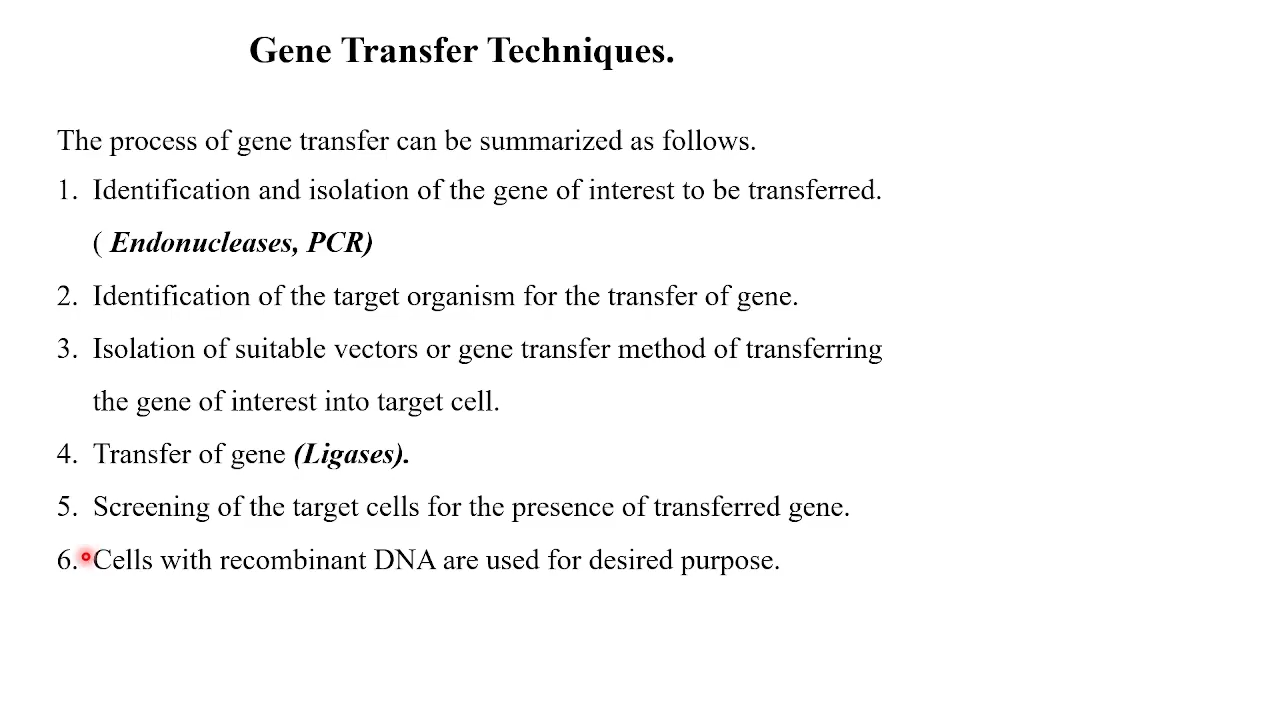 Gene Transfer Techniques.
The process of gene transfer can be summarized as follows.
1. Identification and isolation of the gene of interest to be transferred.
( Endonucleases, PCR)
2. Identification of the target organism for the transfer of gene.
3. Isolation of suitable vectors or gene transfer method of transferring
the gene of interest into target cell.
4. Transfer of gene (Ligases).
5. Screening of the target cells for the presence of transferred gene.
6. Cells with recombinant DNA are used for desired purpose.